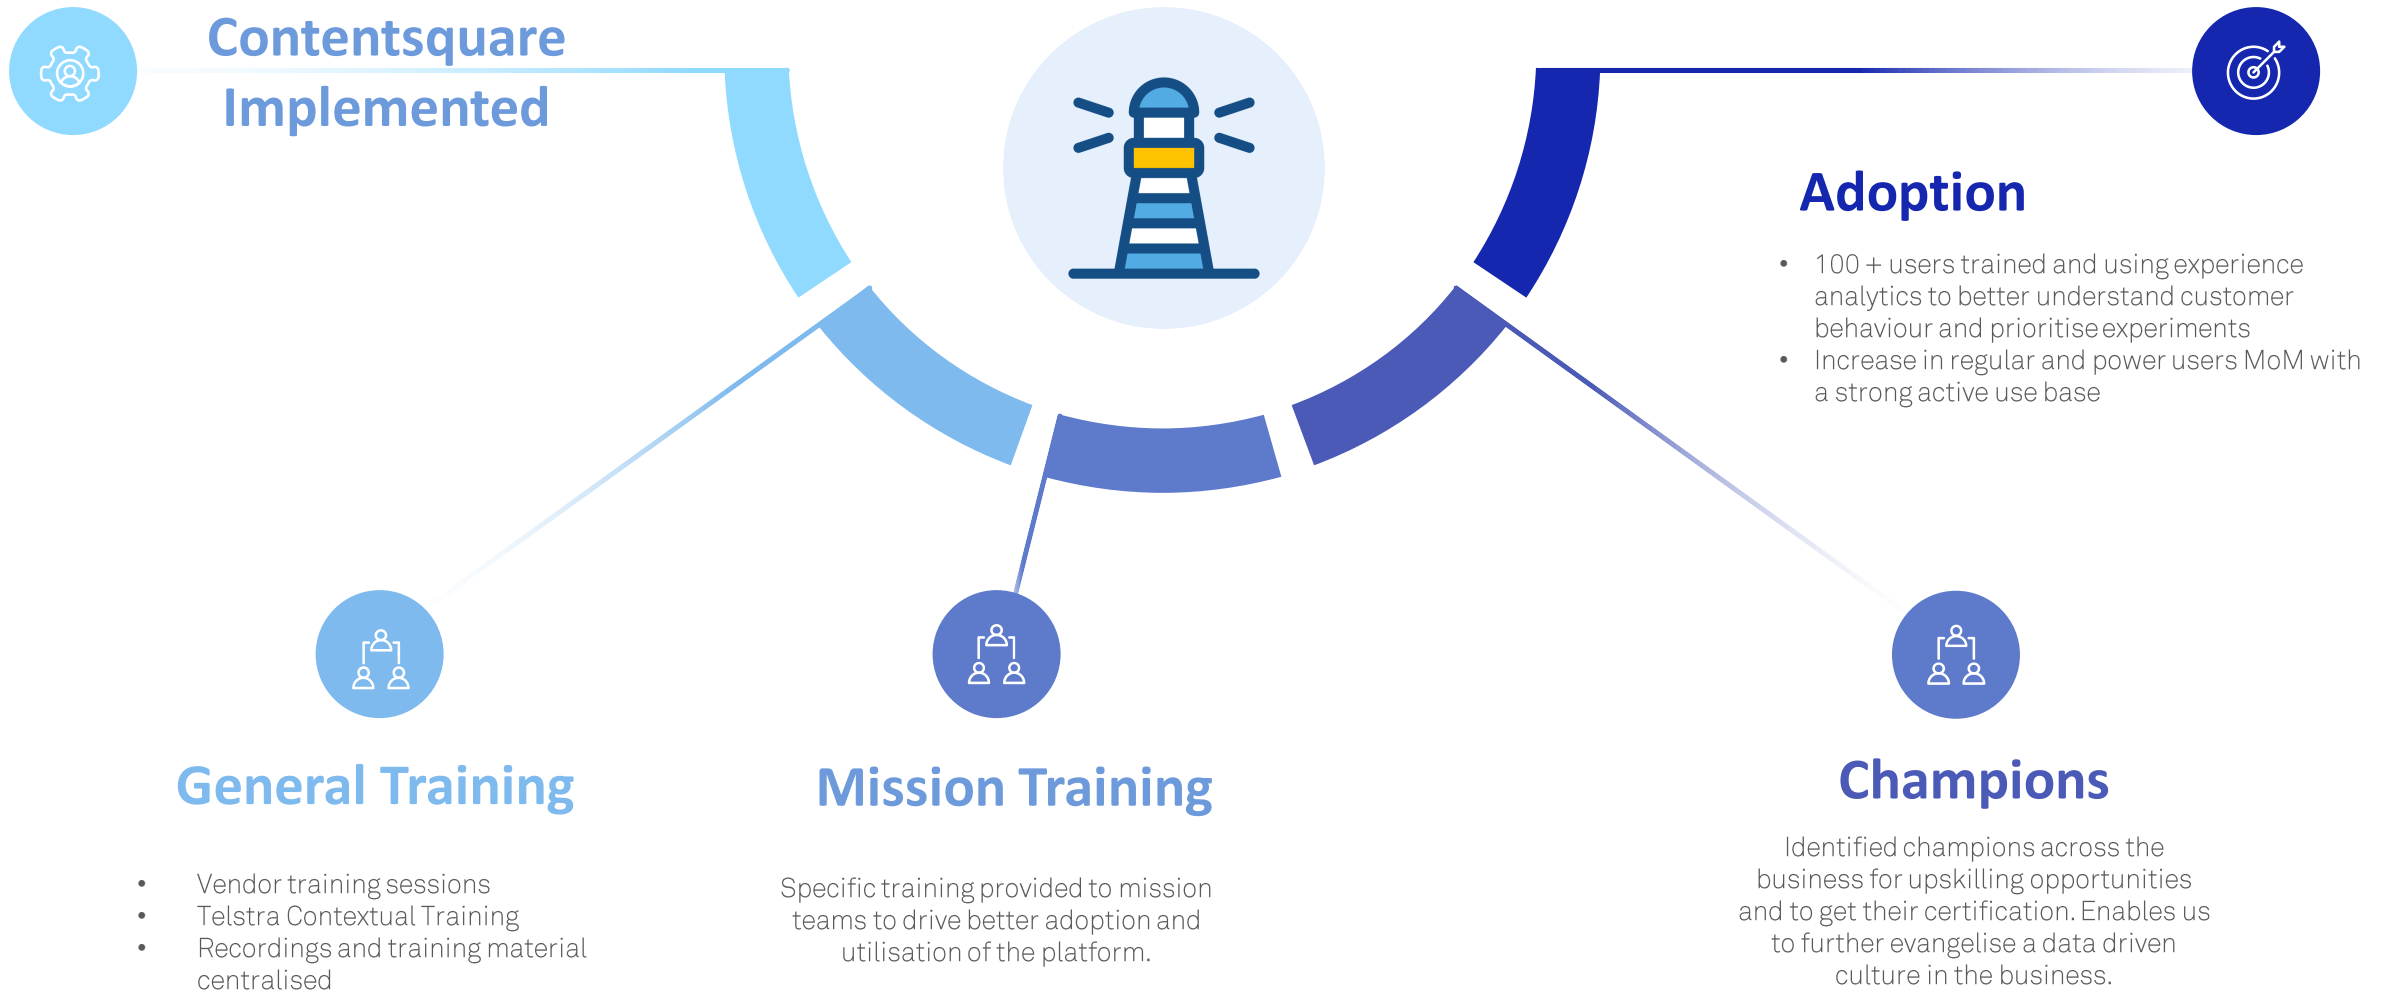 Contentsquare
Implemented
Adoption
• 100 + users trained and using experience
analytics to better understand customer
behaviour and prioritise experiments
• Increase in regular and power users MoM with
a strong active use base
General Training
• Vendor training sessions
• Telstra Contextual Training
• Recordings and training material
centralised
Mission Training
Specific training provided to mission
teams to drive better adoption and
utilisation of the platform.
Champions
Identified champions across the
business for upskilling opportunities
and to get their certification. Enables us
to further evangelise a data driven
culture in the business.